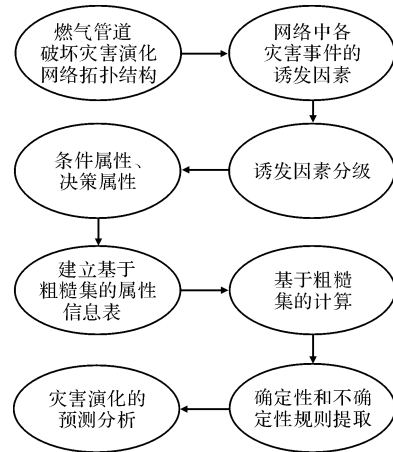 燃气管道
破坏灾害演化
网络拓扑结构
网络中各
灾害事件的
诱发因素
诱发因素分级
条件属性、
决策属性
建立基于
粗糙集的属性
信息表
基于粗糙
集的计算
确定性和不确
定性规则提取
灾害演化的
预测分析